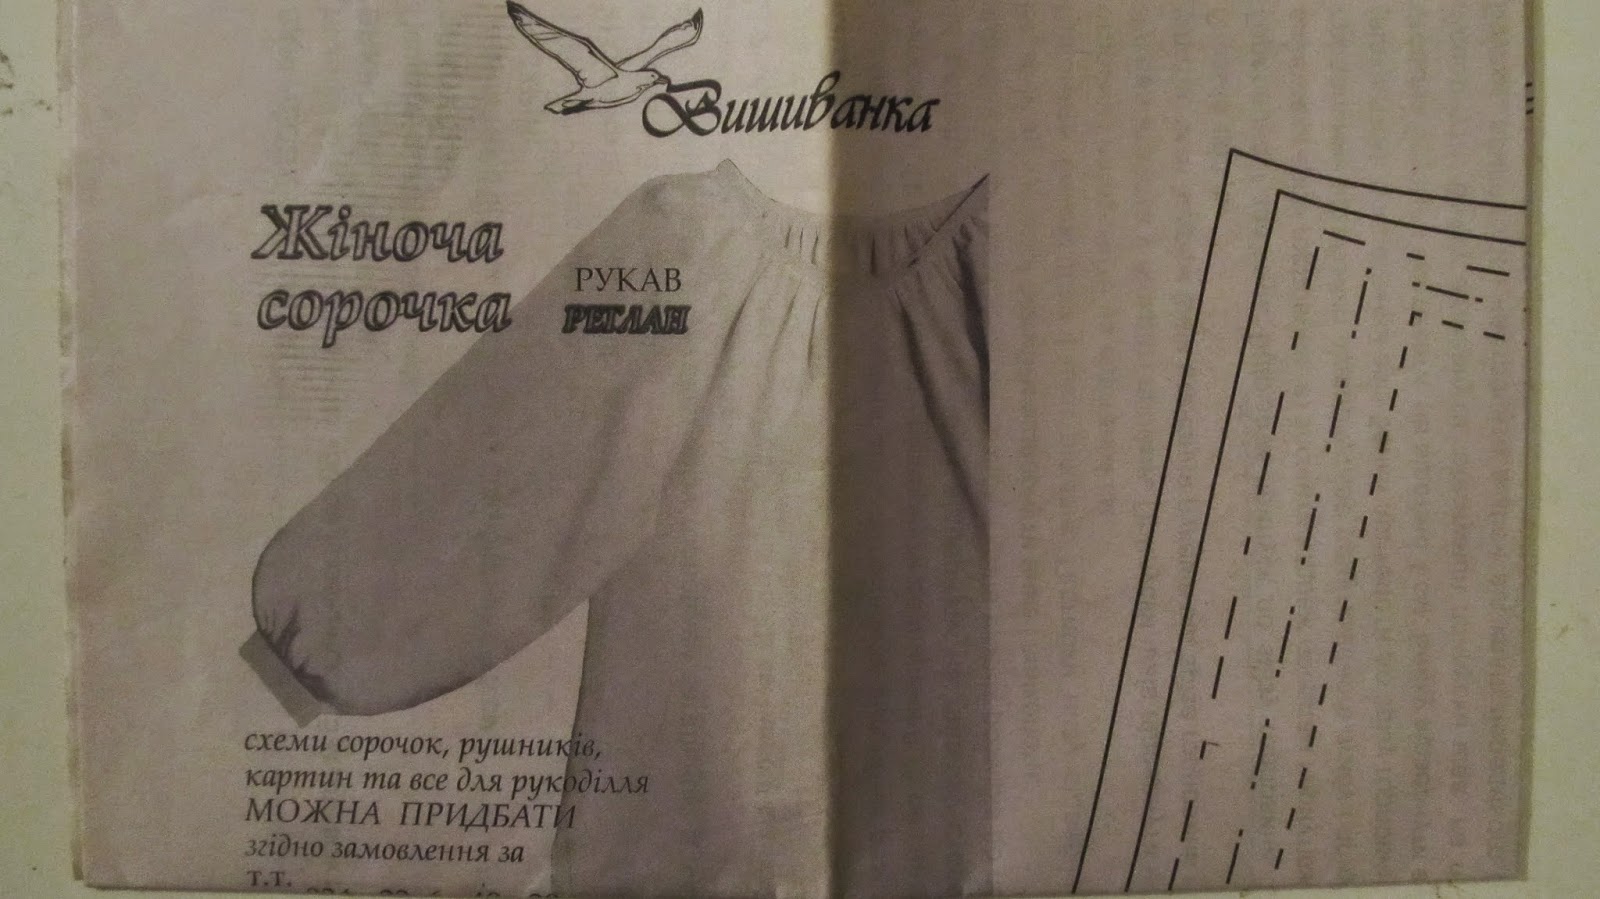 Вишиванка
Жіноча
сорочка
РУКАВ
РЕГЛАН
схеми сорочок, рушників,
картин та все для рукоділля
МОЖНА ПРИДБАТИ
згідно замовлення за
т.т.